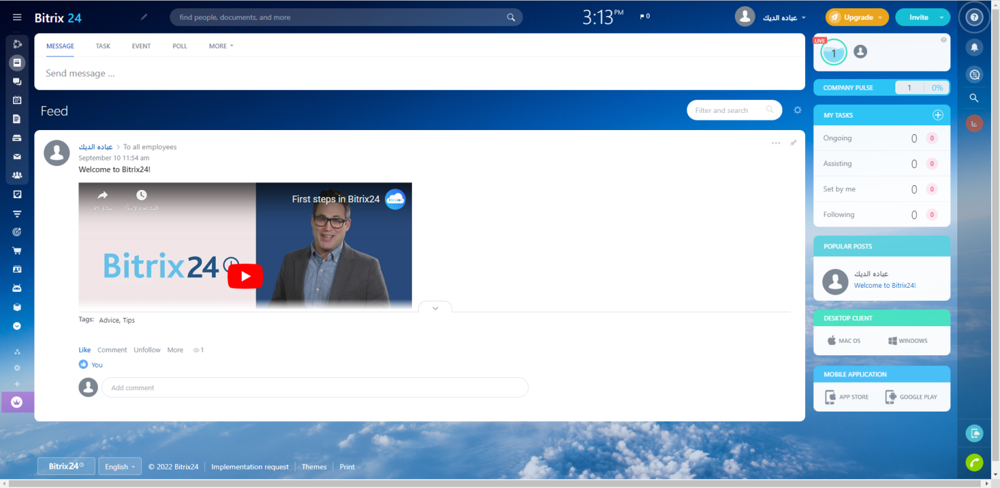 Bitrix 24
find people, documents, and more
3:13 PM
0
عباده الديك
Upgrade
Invite
MESSAGE
TASK
EVENT
POLL
MORE
Send message ...
LIVE
1
COMPANY PULSE
1
0%
Feed
Filter and search
MY TASKS
Ongoing 0 0
Assisting 0 0
Set by me 0 0
Following 0 0
عا
عباده الديك > To all employees
September 10 11:54 am
Welcome to Bitrix24!
First steps in Bitrix24
Bitrix24
مشاركة
المشاهدة لاحقًا
Bitrix24
Tags: Advice, Tips
Like Comment Unfollow More 1
You
Add comment
POPULAR POSTS
عباده الديك
Welcome to Bitrix24!
DESKTOP CLIENT
MAC OS
WINDOWS
MOBILE APPLICATION
APP STORE
GOOGLE PLAY
Bitrix24
English
© 2022 Bitrix24
Implementation request
Themes
Print